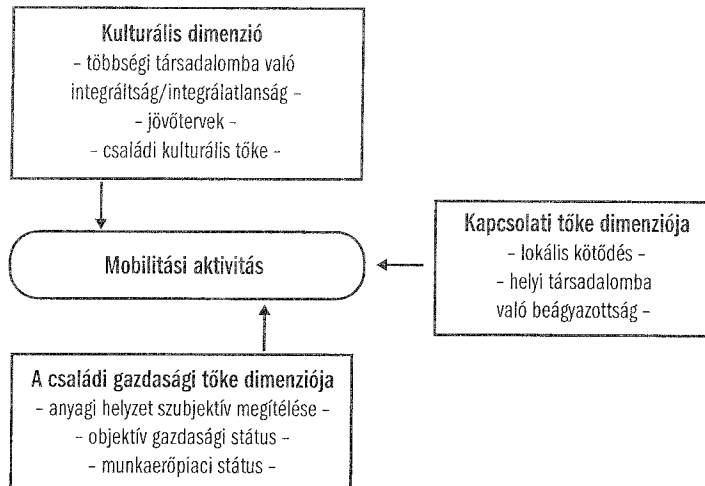 Kulturális dimenzió
– többségi társadalomba való
integráltság/integrálatlanság –
– jövőtervek –
– családi kulturális tőke –
Mobilitási aktivitás
Kapcsolati tőke dimenziója
– lokális kötődés –
– helyi társadalomba
való beágyazottság –
A családi gazdasági tőke dimenziója
– anyagi helyzet szubjektív megítélése –
– objektív gazdasági státus –
– munkaerőpiaci státus –